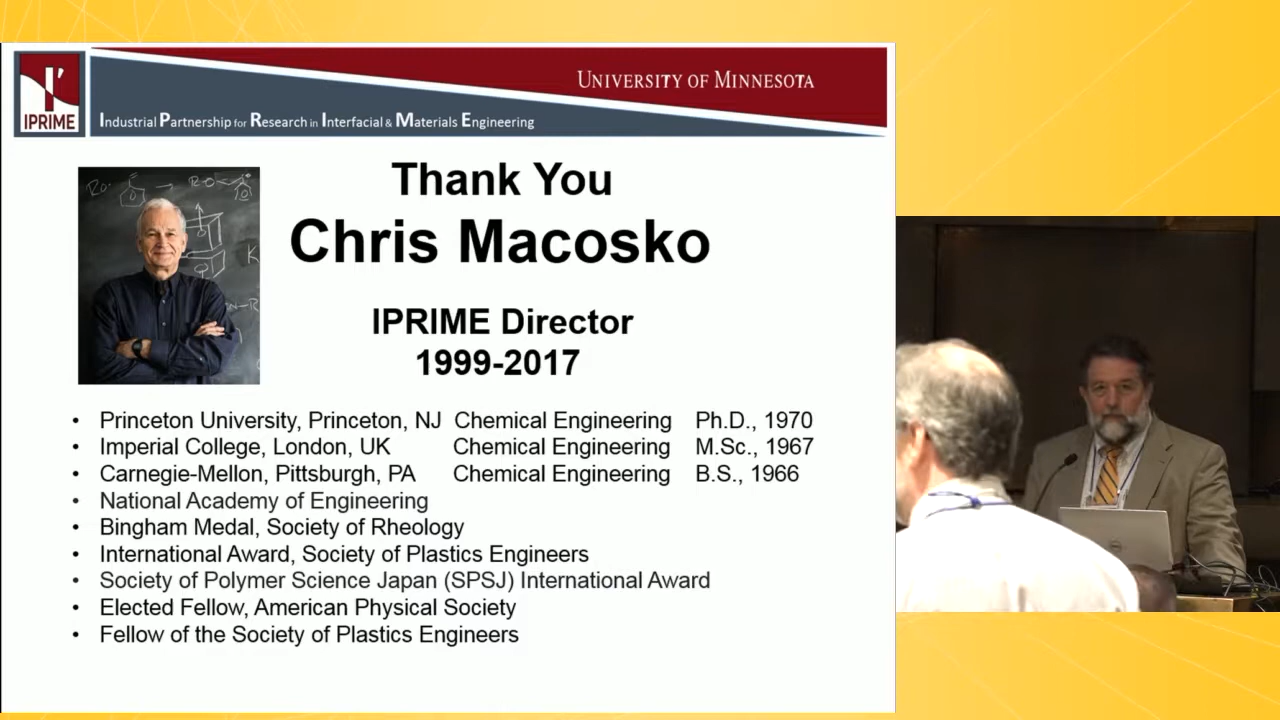 UNIVERSITY OF MINNESOTA
IPRIME
Industrial Partnership for Research in Interfacial & Materials Engineering
Thank You
Chris Macosko
IPRIME Director
1999-2017
• Princeton University, Princeton, NJ Chemical Engineering Ph.D., 1970
• Imperial College, London, UK Chemical Engineering M.Sc., 1967
• Carnegie-Mellon, Pittsburgh, PA Chemical Engineering B.S., 1966
• National Academy of Engineering
• Bingham Medal, Society of Rheology
• International Award, Society of Plastics Engineers
• Society of Polymer Science Japan (SPSJ) International Award
• Elected Fellow, American Physical Society
• Fellow of the Society of Plastics Engineers